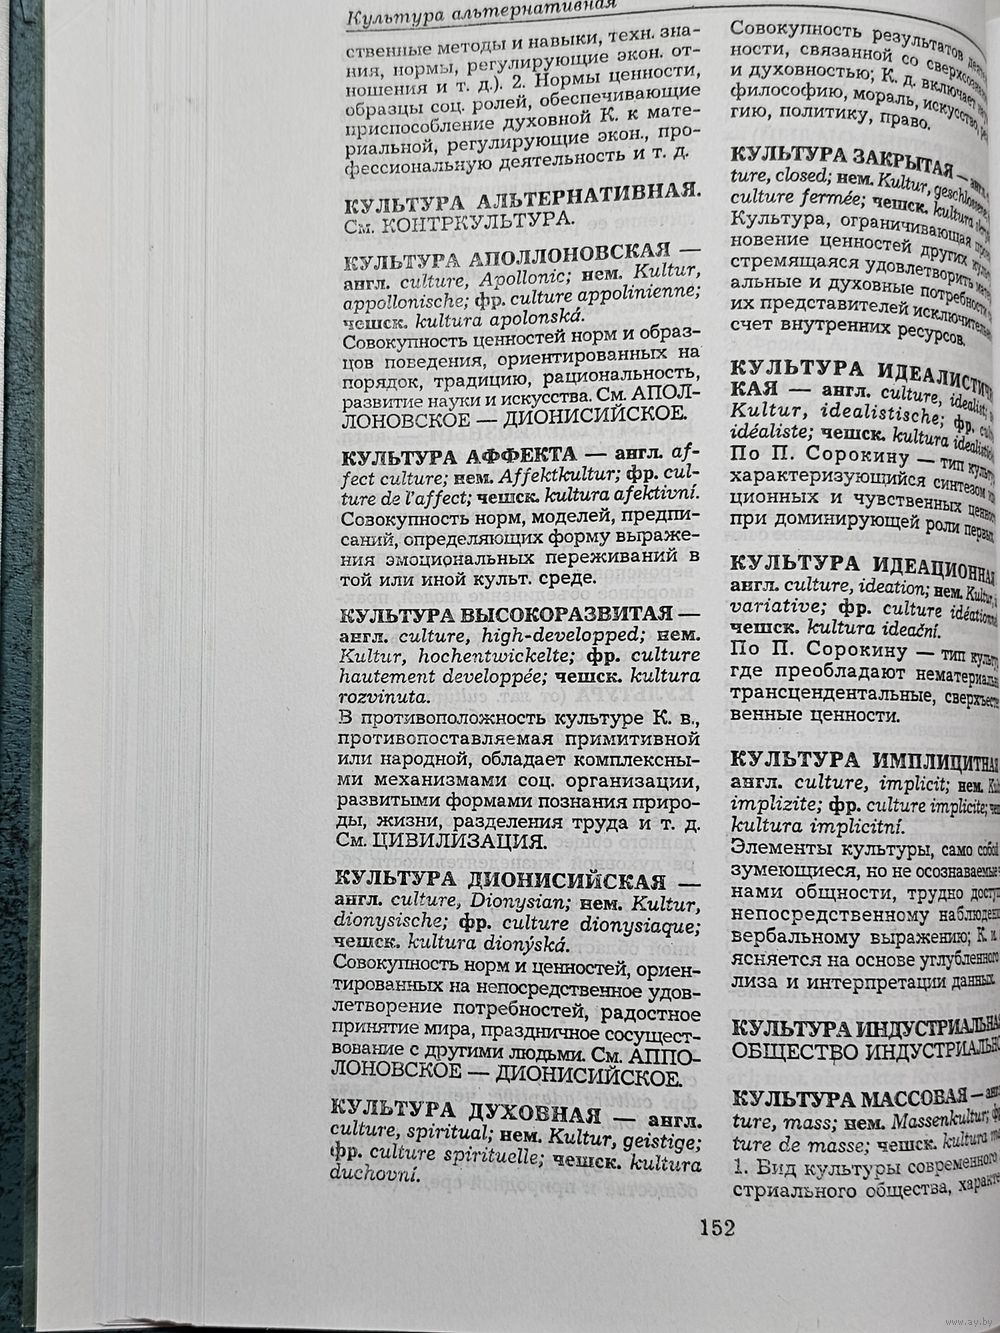 Культура альтернативная
ственные методы и навыки, техн. зна-
ния, нормы, регулирующие экон. от-
ношения и т. д.). 2. Нормы ценности,
образцы соц. ролей, обеспечивающие
приспособление духовной К. к мате-
риальной, регулирующие экон., про-
фессиональную деятельность и т. д.
КУЛЬТУРА АЛЬТЕРНАТИВНАЯ.
См. КОНТРКУЛЬТУРА.
КУЛЬТУРА АПОЛЛОНОВСКАЯ —
англ. culture, Apollonic; нем. Kultur,
appollonische; фр. culture appolinienne;
чешск. kultura apolonská.
Совокупность ценностей норм и образ-
цов поведения, ориентированных на
порядок, традицию, рациональность,
развитие науки и искусства. См. АПОЛ-
ЛОНОВСКОЕ — ДИОНИСИЙСКОЕ.
КУЛЬТУРА АФФЕКТА — англ. af-
fect culture; нем. Affektkultur; фр. cul-
ture de l'affect; чешск. kultura afektivní.
Совокупность норм, моделей, предпи-
саний, определяющих форму выраже-
ния эмоциональных переживаний в
той или иной культ. среде.
КУЛЬТУРА ВЫСОКОРАЗВИТАЯ —
англ. culture, high-developped; нем.
Kultur, hochentwickelte; фр. culture
hautement developpée; чешск. kultura
rozvinuta.
В противоположность культуре К. в.,
противопоставляемая примитивной
или народной, обладает комплексны-
ми механизмами соц. организации,
развитыми формами познания приро-
ды, жизни, разделения труда и т. д.
См. ЦИВИЛИЗАЦИЯ.
КУЛЬТУРА ДИОНИСИЙСКАЯ —
англ. culture, Dionysian; нем. Kultur,
dionysische; фр. culture dionysiaque;
чешск. kultura dionýská.
Совокупность норм и ценностей, ориен-
тированных на непосредственное удов-
летворение потребностей, радостное
принятие мира, праздничное сосущест-
вование с другими людьми. См. АППО-
ЛОНОВСКОЕ — ДИОНИСИЙСКОЕ.
КУЛЬТУРА ДУХОВНАЯ — англ.
culture, spiritual; нем. Kultur, geistige;
фр. culture spirituelle; чешск. kultura
duchovní.
Совокупность результатов
ности, связанной со
и духовностью; К. д. включает
философию, мораль, искусство,
гию, политику, право.
КУЛЬТУРА ЗАКРЫТАЯ —
ture, closed; нем. Kultur, geschlossene;
culture fermée; чешск. kultura
Культура, ограничивающая
новение ценностей других
стремящаяся удовлетворить
альные и духовные потребности
их представителей исключительно
счет внутренних ресурсов.
КУЛЬТУРА ИДЕАЛИСТИЧЕ
КАЯ — англ. culture, idealist;
Kultur, idealistische; фр.
idéaliste; чешск. kultura
По П. Сорокину — тип
характеризующийся синтезом
ционных и чувственных
при доминирующей роли первых.
КУЛЬТУРА ИДЕАЦИОННАЯ
англ. culture, ideation; нем. Kultur,
variative; фр. culture
чешск. kultura ideační.
По П. Сорокину — тип
где преобладают
трансцендентальные,
венные ценности.
КУЛЬТУРА ИМПЛИЦИТНАЯ
англ. culture, implicit; нем.
implizite; фр. culture implicite;
kultura implicitní.
Элементы культуры, само собой
зумеющиеся, но не осознаваемые
нами общности, трудно
непосредственному
вербальному выражению; К. и.
ясняется на основе углубленного
лиза и интерпретации данных.
КУЛЬТУРА ИНДУСТРИАЛЬНАЯ
ОБЩЕСТВО ИНДУСТРИАЛЬНО
КУЛЬТУРА МАССОВАЯ —
ture, mass; нем. Massenkultur;
ture de masse; чешск. kultura
1. Вид культуры современного
стриального общества,
152
www.ay.by